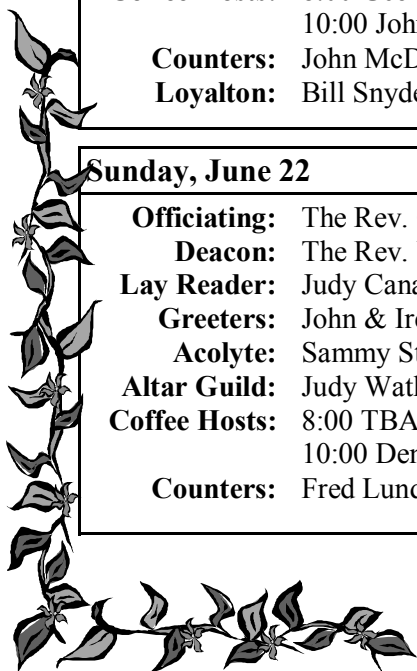 10:00 Joh
Counters: John McD
Loyalton: Bill Snyde
Sunday, June 22
Officiating: The Rev.
Deacon: The Rev.
Lay Reader: Judy Cana
Greeters: John & Ir
Acolyte: Sammy St
Altar Guild: Judy Wat
Coffee Hosts: 8:00 TBA
10:00 Der
Counters: Fred Lund